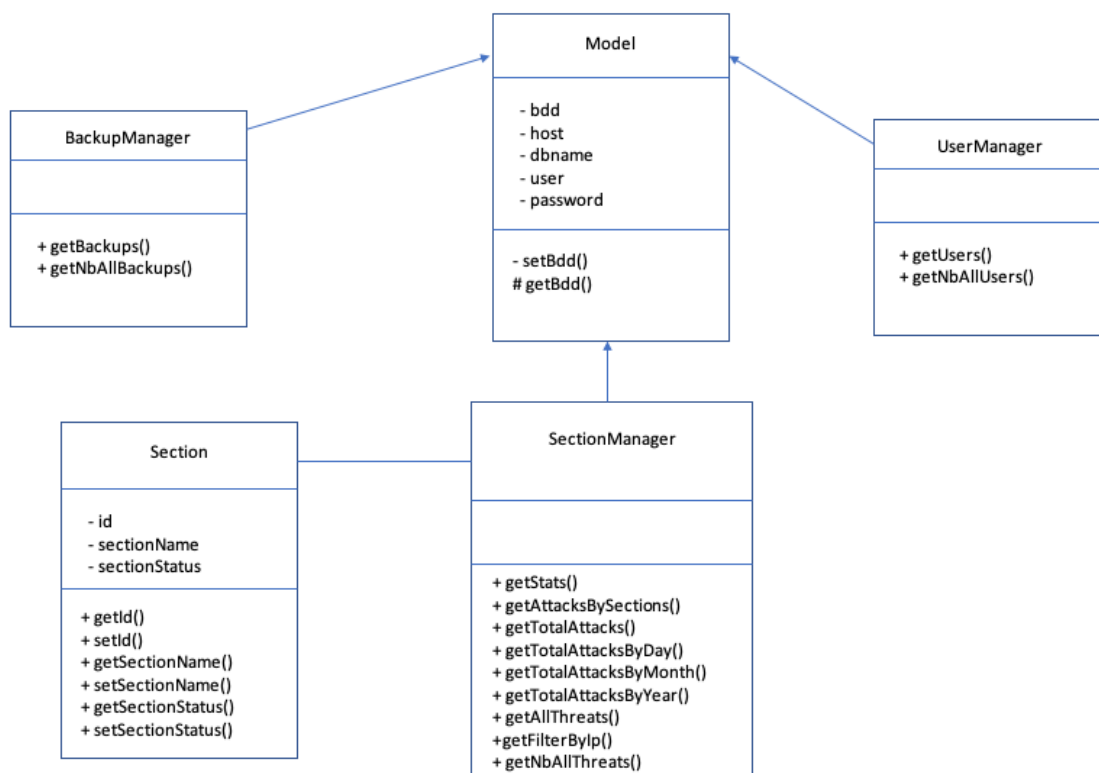 Model
- bdd
- host
- dbname
- user
- password
- setBdd()
# getBdd()
BackupManager
+ getBackups()
+ getNbAllBackups()
UserManager
+ getUsers()
+ getNbAllUsers()
Section
- id
- sectionName
- sectionStatus
+ getId()
+ setId()
+ getSectionName()
+ setSectionName()
+ getSectionStatus()
+ setSectionStatus()
SectionManager
+ getStats()
+ getAttacksBySections()
+ getTotalAttacks()
+ getTotalAttacksByDay()
+ getTotalAttacksByMonth()
+ getTotalAttacksByYear()
+ getAllThreats()
+getFilterByIp()
+ getNbAllThreats()